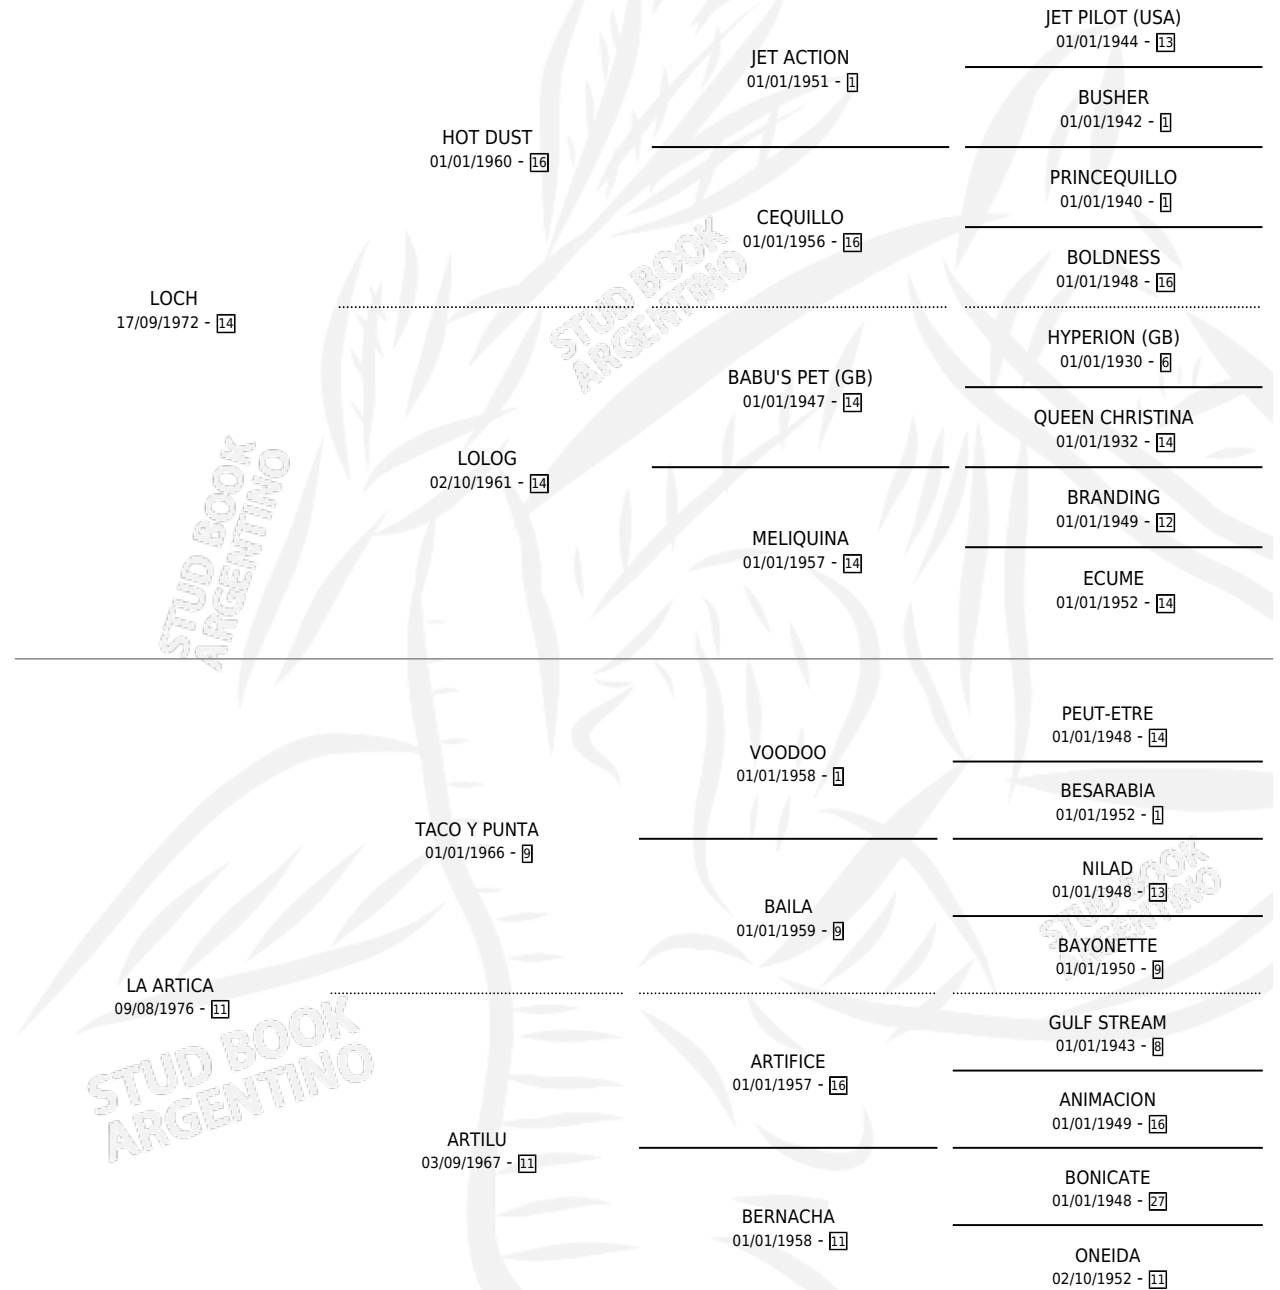 JET PILOT (USA)
01/01/1944 - 13
JET ACTION
01/01/1951 - 1
BUSHER
01/01/1942 - 1
HOT DUST
01/01/1960 - 16
PRINCEQUILLO
01/01/1940 - 1
CEQUILLO
01/01/1956 - 16
BOLDNESS
01/01/1948 - 16
LOCH
17/09/1972 - 14
HYPERION (GB)
01/01/1930 - 6
BABU'S PET (GB)
01/01/1947 - 14
QUEEN CHRISTINA
01/01/1932 - 14
LOLOG
02/10/1961 - 14
BRANDING
01/01/1949 - 12
MELIQUINA
01/01/1957 - 14
ECUME
01/01/1952 - 14
PEUT-ETRE
01/01/1948 - 14
VOODOO
01/01/1958 - 1
BESARABIA
01/01/1952 - 1
TACO Y PUNTA
01/01/1966 - 9
NILAD
01/01/1948 - 13
BAILA
01/01/1959 - 9
BAYONETTE
01/01/1950 - 9
LA ARTICA
09/08/1976 - 11
GULF STREAM
01/01/1943 - 8
ARTIFICE
01/01/1957 - 16
ANIMACION
01/01/1949 - 16
ARTILU
03/09/1967 - 11
BONICATE
01/01/1948 - 27
BERNACHA
01/01/1958 - 11
ONEIDA
02/10/1952 - 11
STUD BOOK
ARGENTINO
STUD BOOK
ARGENTINO
STUD BOOK
ARGENTINO
STUD BOOK
ARGENTINO